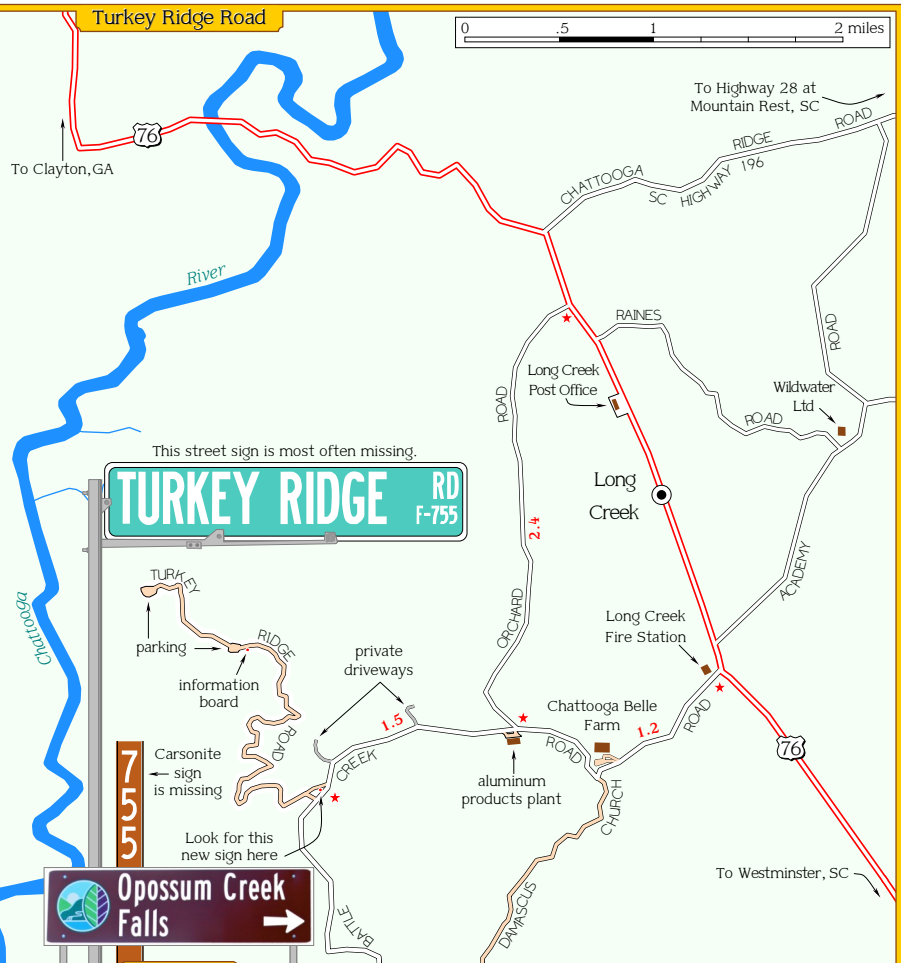 Turkey Ridge Road
0 .5 1 2 miles
To Highway 28 at
Mountain Rest, SC
76
To Clayton,GA
CHATTOOGA RIDGE ROAD
SC HIGHWAY 196
River
RAINES ROAD
ROAD
Long Creek
Post Office
Wildwater
Ltd
This street sign is most often missing.
TURKEY RIDGE RD
F-755
Long
Creek
ORCHARD ROAD
2.4
ACADEMY
Chattooga
TURKEY RIDGE ROAD
parking
information
board
private
driveways
Long Creek
Fire Station
Chattooga Belle
Farm
1.5
1.2
BATTLE CREEK ROAD
ROAD
76
755
Carsonite
sign
is missing
aluminum
products plant
DAMASCUS CHURCH
Look for this
new sign here
To Westminster, SC
Opossum Creek
Falls